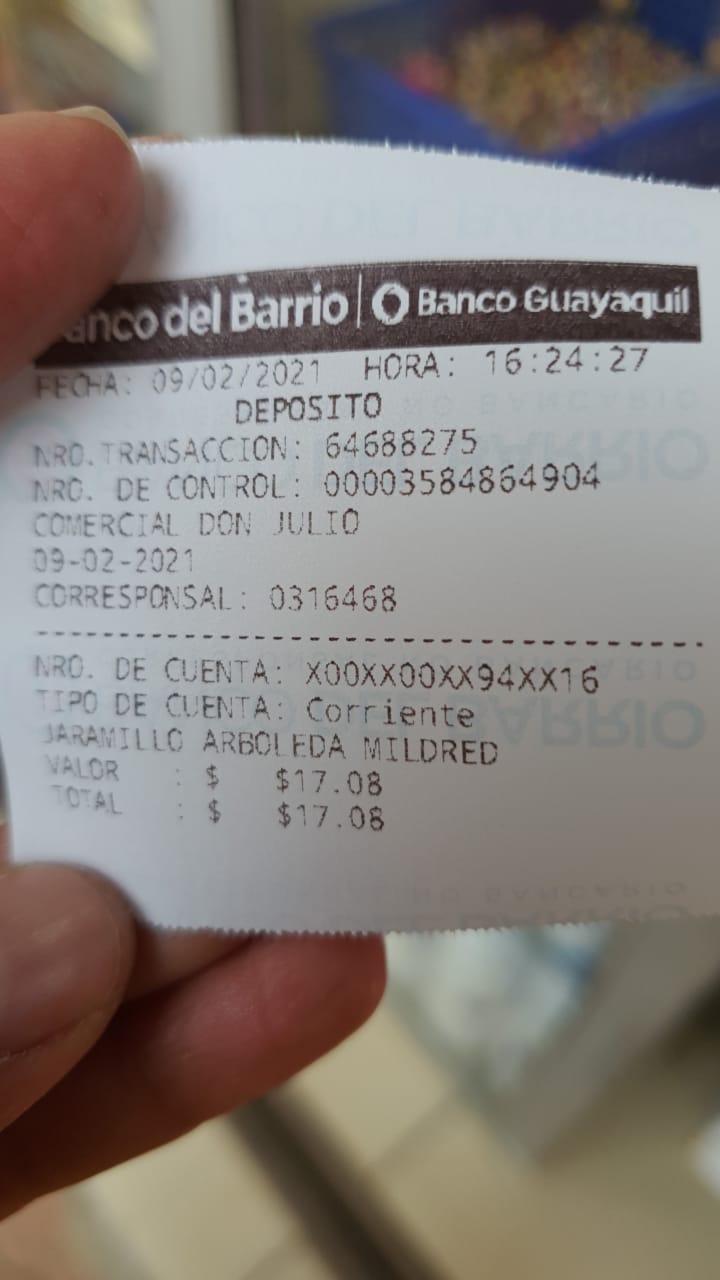 Banco del Barrio | Banco Guayaquil
FECHA: 09/02/2021 HORA: 16:24:27
DEPOSITO
NRO. TRANSACCION: 64688275
NRO. DE CONTROL: 00003584864904
COMERCIAL DON JULIO
09-02-2021
CORRESPONSAL: 0316468
NRO. DE CUENTA: X00XX00XX94XX16
TIPO DE CUENTA: Corriente
JARAMILLO ARBOLEDA MILDRED
VALOR : $ $17.08
TOTAL : $ $17.08